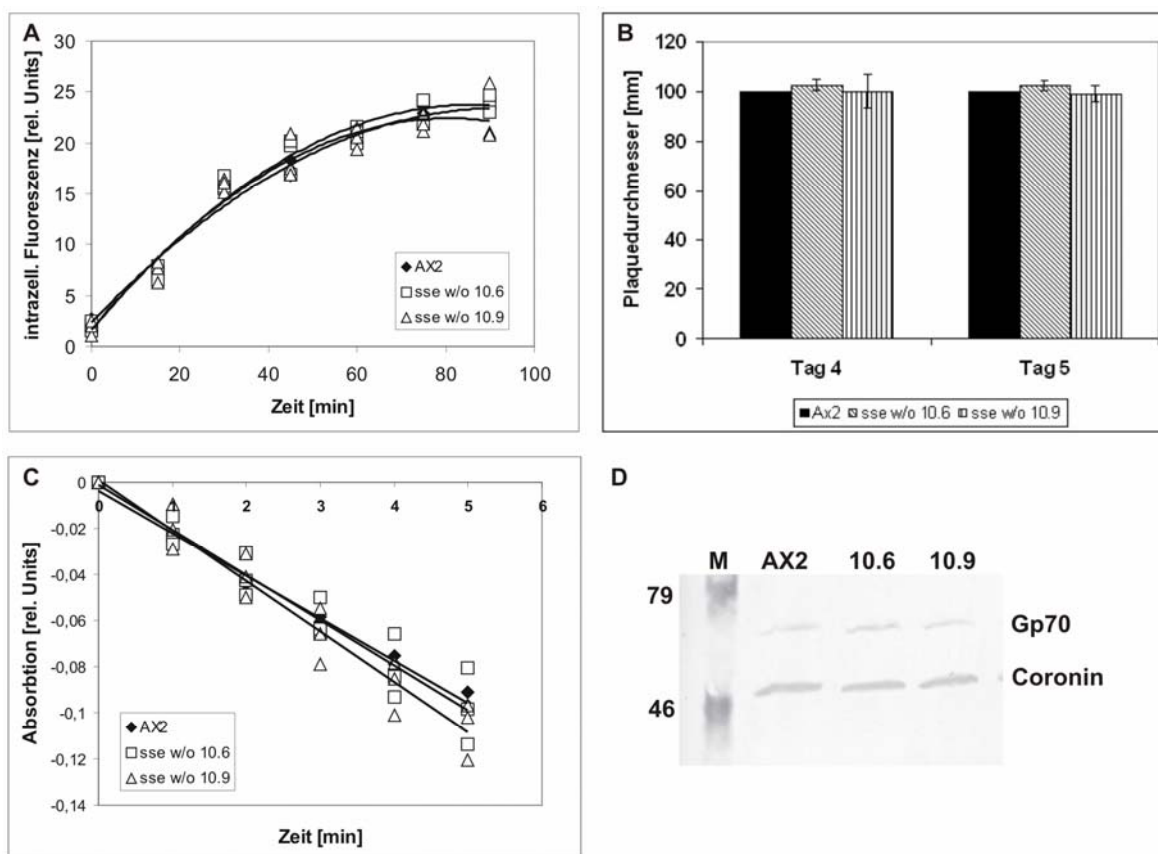 A
intrazell. Fluoreszenz [rel. Units]
30
25
20
15
10
5
0
0 20 40 60 80 100
Zeit [min]
AX2
sse w/o 10.6
sse w/o 10.9
B
Plaquedurchmesser [mm]
120
100
80
60
40
20
0
Tag 4 Tag 5
Ax2 sse w/o 10.6 sse w/o 10.9
C
Absorbtion [rel. Units]
0
0 1 2 3 4 5 6
-0,02
-0,04
-0,06
-0,08
-0,1
-0,12
-0,14
AX2
sse w/o 10.6
sse w/o 10.9
Zeit [min]
D
M AX2 10.6 10.9
79
Gp70
Coronin
46